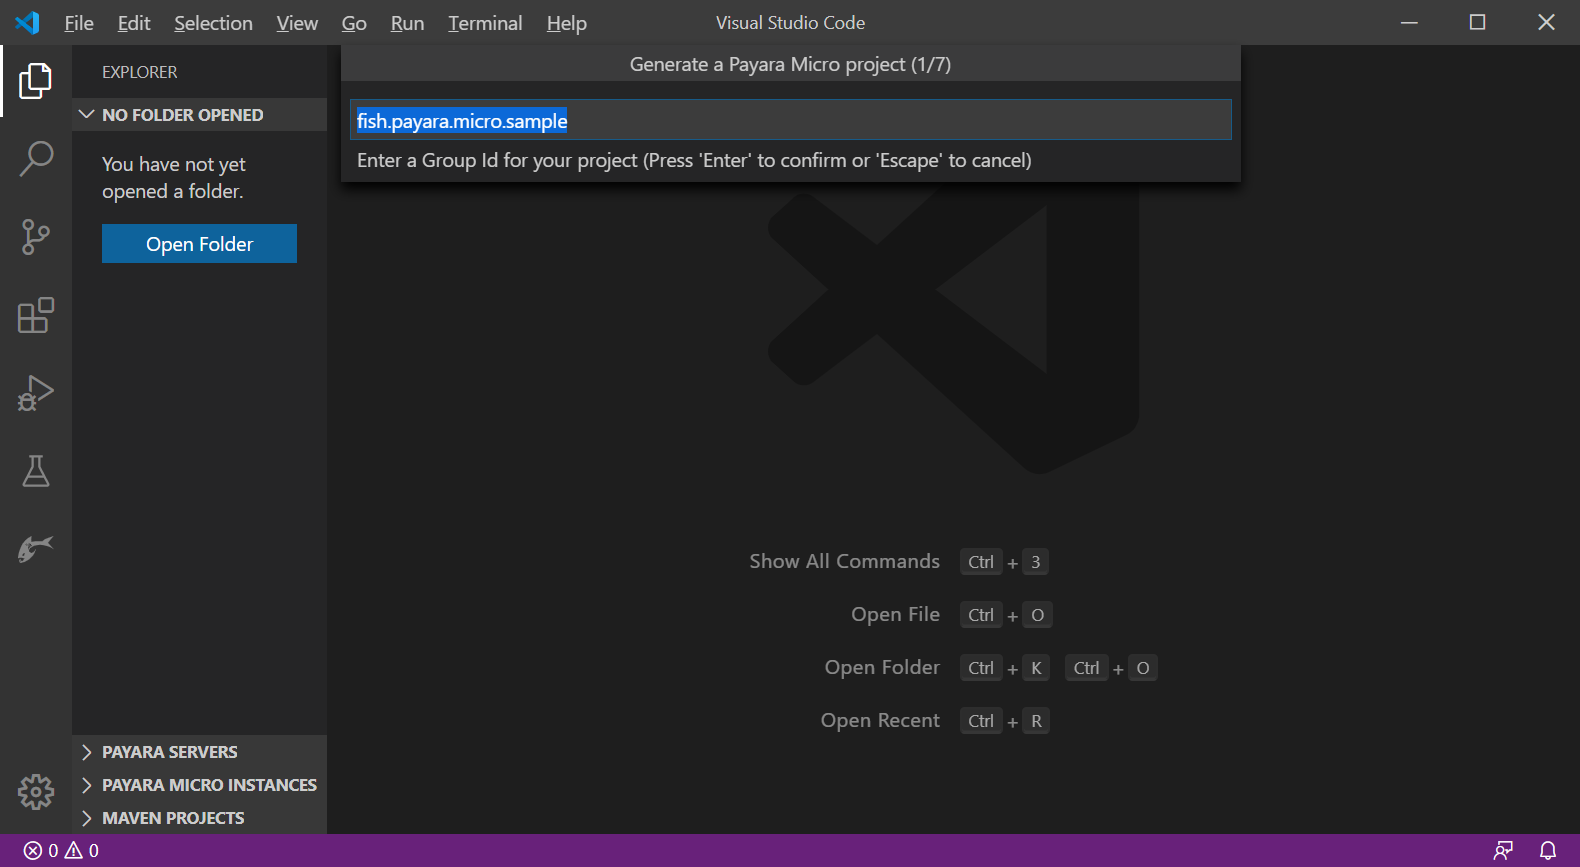 File Edit Selection View Go Run Terminal Help Visual Studio Code
EXPLORER
NO FOLDER OPENED
You have not yet
opened a folder.
Open Folder
PAYARA SERVERS
PAYARA MICRO INSTANCES
MAVEN PROJECTS
Generate a Payara Micro project (1/7)
fish.payara.micro.sample
Enter a Group Id for your project (Press 'Enter' to confirm or 'Escape' to cancel)
Show All Commands Ctrl + 3
Open File Ctrl + O
Open Folder Ctrl + K Ctrl + O
Open Recent Ctrl + R
0 0